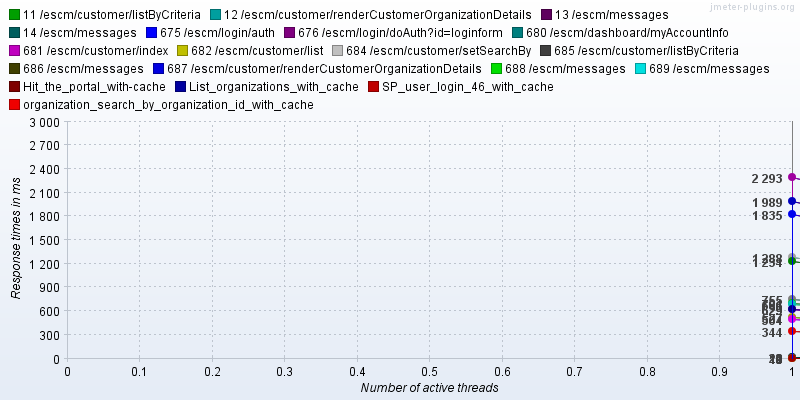 jmeter-plugins.org
11 /escm/customer/listByCriteria 12 /escm/customer/renderCustomerOrganizationDetails 13 /escm/messages
14 /escm/messages 675 /escm/login/auth 676 /escm/login/doAuth?id=loginform 680 /escm/dashboard/myAccountInfo
681 /escm/customer/index 682 /escm/customer/list 684 /escm/customer/setSearchBy 685 /escm/customer/listByCriteria
686 /escm/messages 687 /escm/customer/renderCustomerOrganizationDetails 688 /escm/messages 689 /escm/messages
Hit_the_portal_with-cache List_organizations_with_cache SP_user_login_46_with_cache
organization_search_by_organization_id_with_cache
3 000
2 700
2 400
2 100
1 800
1 500
1 200
900
600
300
0
Response times in ms
2 293
1 989
1 835
1 234
755
344
0 0.1 0.2 0.3 0.4 0.5 0.6 0.7 0.8 0.9 1
Number of active threads